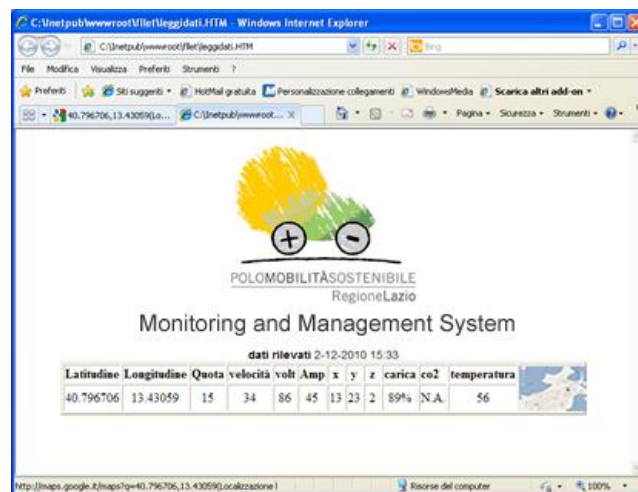 C:\Inetpub\wwwroot\filet\leggidati.HTM - Windows Internet Explorer
C:\Inetpub\wwwroot\filet\leggidati.HTM
Bing
File Modifica Visualizza Preferiti Strumenti ?
Preferiti Siti suggeriti HotMail gratuita Personalizzazione collegamenti WindowsMedia Scarica altri add-on
40.796706,13.43059(Lo... C:\Inetpub\wwwroot... X Pagina Sicurezza Strumenti
+ -
POLOMOBILITÀSOSTENIBILE
RegioneLazio
Monitoring and Management System
dati rilevati 2-12-2010 15:33
Latitudine Longitudine Quota velocità volt Amp x y z carica co2 temperatura
40.796706 13.43059 15 34 86 45 13 23 2 89% N.A. 56
http://maps.google.it/maps?q=40.796706,13.43059(Localizzazione) Risorse del computer 100%